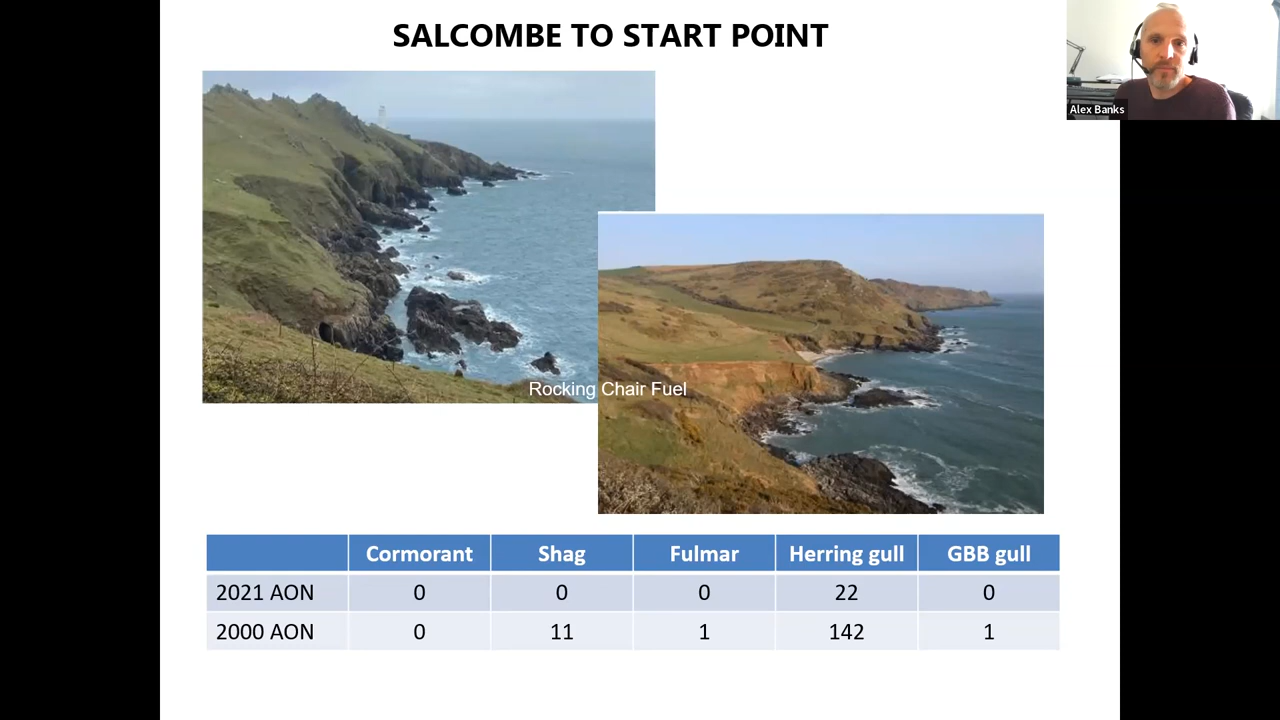 SALCOMBE TO START POINT
Alex Banks
Rocking Chair Fuel
Cormorant Shag Fulmar Herring gull GBB gull
2021 AON 0 0 0 22 0
2000 AON 0 11 1 142 1